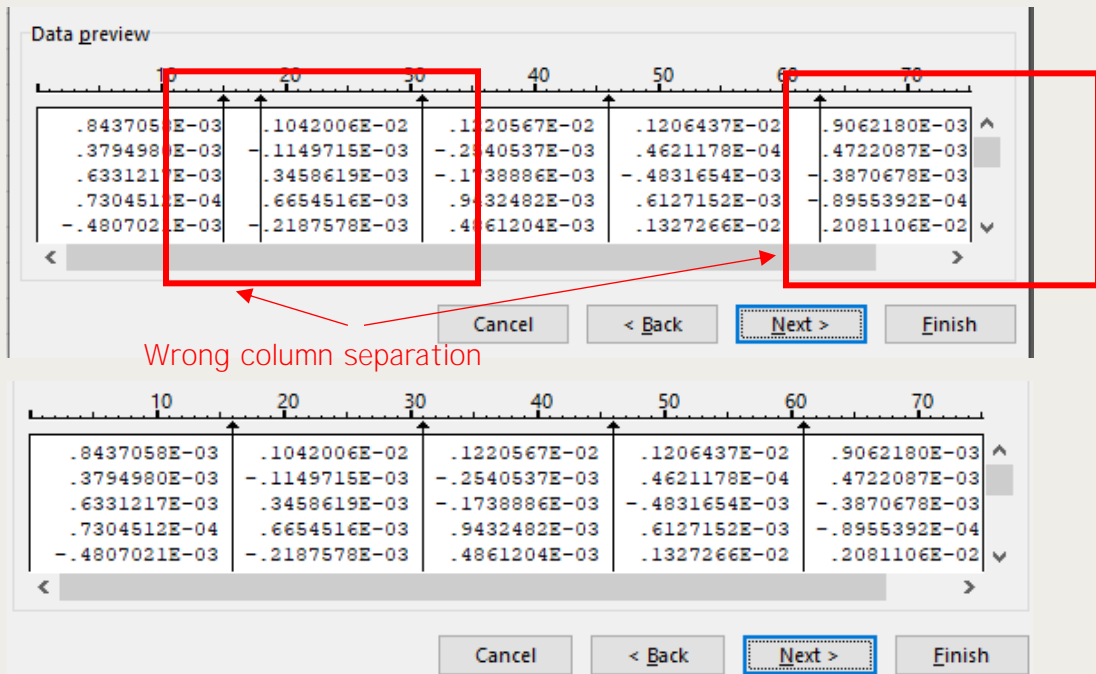 Data preview
10 20 30 40 50 60 70
.8437058E-03 .1042006E-02 .1220567E-02 .1206437E-02 .9062180E-03
.3794980E-03 -.1149715E-03 -.2540537E-03 .4621178E-04 .4722087E-03
.6331217E-03 .3458619E-03 -.1738886E-03 -.4831654E-03 -.3870678E-03
.7304512E-04 .6654516E-03 .9432482E-03 .6127152E-03 -.8955392E-04
-.4807021E-03 -.2187578E-03 .4861204E-03 .1327266E-02 .2081106E-02
Cancel < Back Next > Finish
Wrong column separation
10 20 30 40 50 60 70
.8437058E-03 .1042006E-02 .1220567E-02 .1206437E-02 .9062180E-03
.3794980E-03 -.1149715E-03 -.2540537E-03 .4621178E-04 .4722087E-03
.6331217E-03 .3458619E-03 -.1738886E-03 -.4831654E-03 -.3870678E-03
.7304512E-04 .6654516E-03 .9432482E-03 .6127152E-03 -.8955392E-04
-.4807021E-03 -.2187578E-03 .4861204E-03 .1327266E-02 .2081106E-02
Cancel < Back Next > Finish